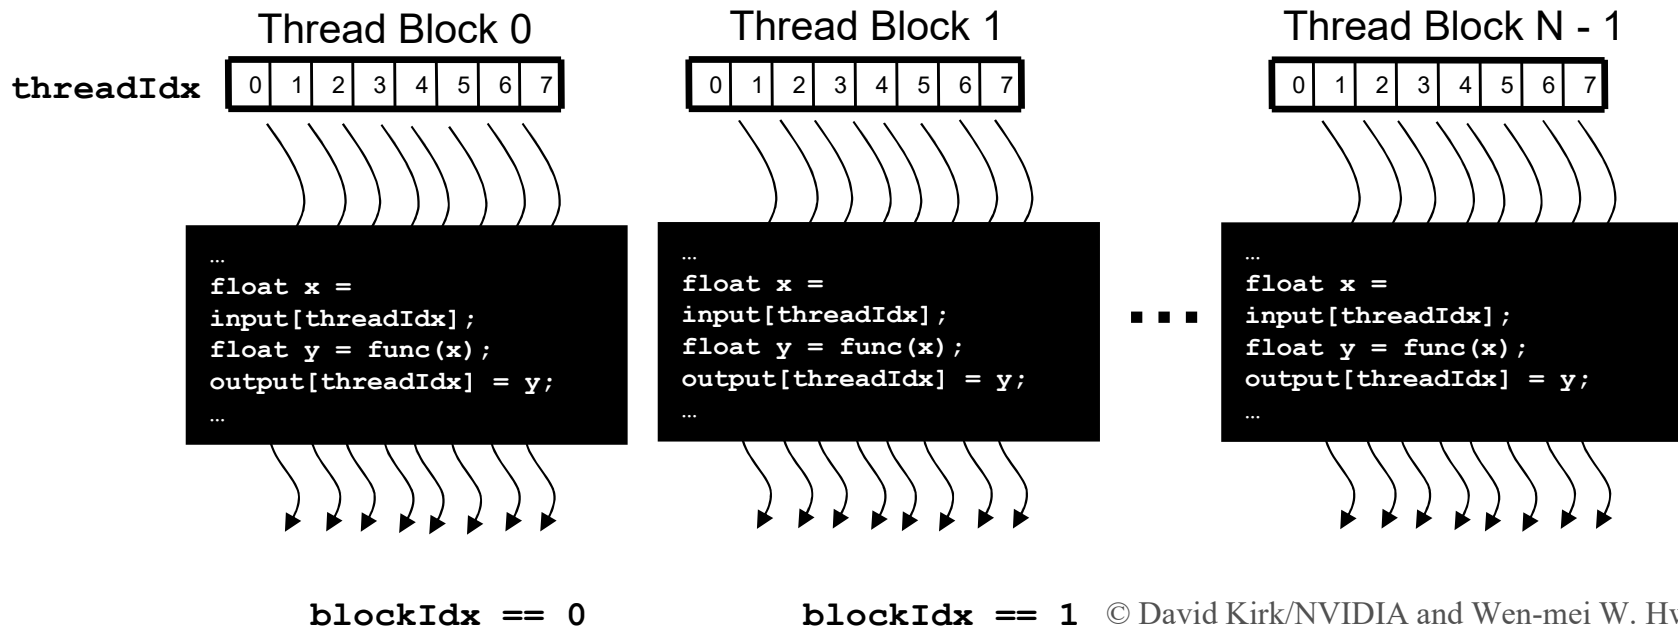 Thread Block 0 Thread Block 1 Thread Block N - 1
threadIdx 0 1 2 3 4 5 6 7 0 1 2 3 4 5 6 7 0 1 2 3 4 5 6 7
…
float x =
input[threadIdx];
float y = func(x);
output[threadIdx] = y;
…
…
float x =
input[threadIdx];
float y = func(x);
output[threadIdx] = y;
…
…
…
float x =
input[threadIdx];
float y = func(x);
output[threadIdx] = y;
…
blockIdx == 0 blockIdx == 1 © David Kirk/NVIDIA and Wen-mei W.